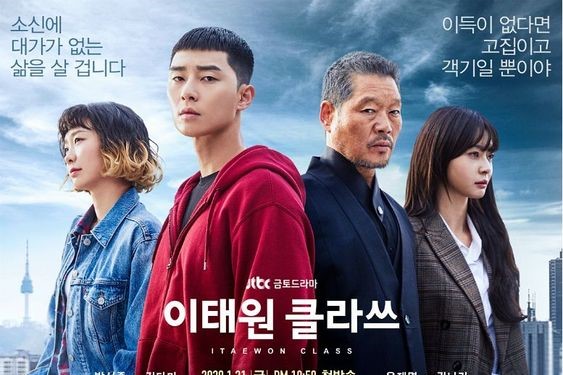 소신에
대가가 없는
삶을 살 겁니다
이득이 없다면
고집이고
객기일 뿐이야
jtbc 금토드라마
이태원 클라쓰
ITAEWON CLASS